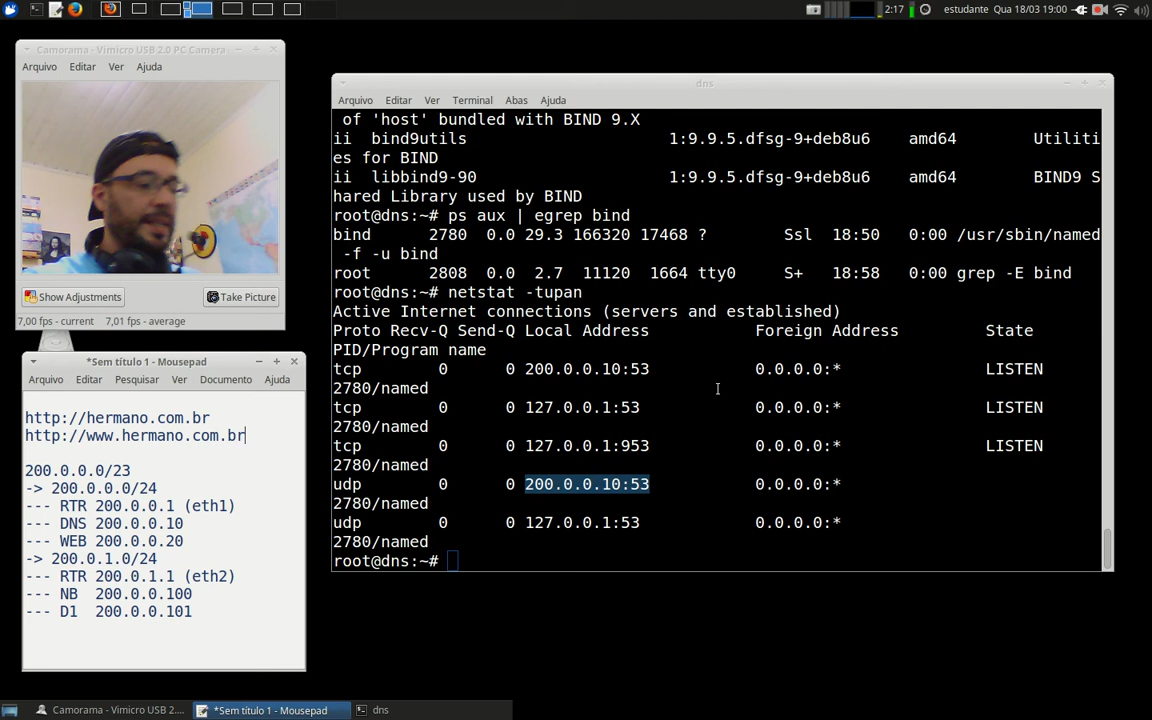 2:17
estudante Qua 18/03 19:00
Camorama - Vimicro USB 2.0 PC Camera
Arquivo Editar Ver Ajuda
Show Adjustments
Take Picture
7,00 fps - current 7,01 fps - average
*Sem título 1 - Mousepad
Arquivo Editar Pesquisar Ver Documento Ajuda
http://hermano.com.br
http://www.hermano.com.br
200.0.0.0/23
-> 200.0.0.0/24
--- RTR 200.0.0.1 (eth1)
--- DNS 200.0.0.10
--- WEB 200.0.0.20
-> 200.0.1.0/24
--- RTR 200.0.1.1 (eth2)
--- NB 200.0.0.100
--- D1 200.0.0.101
dns
Arquivo Editar Ver Terminal Abas Ajuda
of 'host' bundled with BIND 9.X
ii bind9utils 1:9.9.5.dfsg-9+deb8u6 amd64 Utiliti
es for BIND
ii libbind9-90 1:9.9.5.dfsg-9+deb8u6 amd64 BIND9 S
hared Library used by BIND
root@dns:~# ps aux | egrep bind
bind 2780 0.0 29.3 166320 17468 ? Ssl 18:50 0:00 /usr/sbin/named
-f -u bind
root 2808 0.0 2.7 11120 1664 tty0 S+ 18:58 0:00 grep -E bind
root@dns:~# netstat -tupan
Active Internet connections (servers and established)
Proto Recv-Q Send-Q Local Address Foreign Address State
PID/Program name
tcp 0 0 200.0.0.10:53 0.0.0.0:* LISTEN
2780/named
tcp 0 0 127.0.0.1:53 0.0.0.0:* LISTEN
2780/named
tcp 0 0 127.0.0.1:953 0.0.0.0:* LISTEN
2780/named
udp 0 0 200.0.0.10:53 0.0.0.0:*
2780/named
udp 0 0 127.0.0.1:53 0.0.0.0:*
2780/named
root@dns:~#
Camorama - Vimicro USB 2....
*Sem título 1 - Mousepad
dns